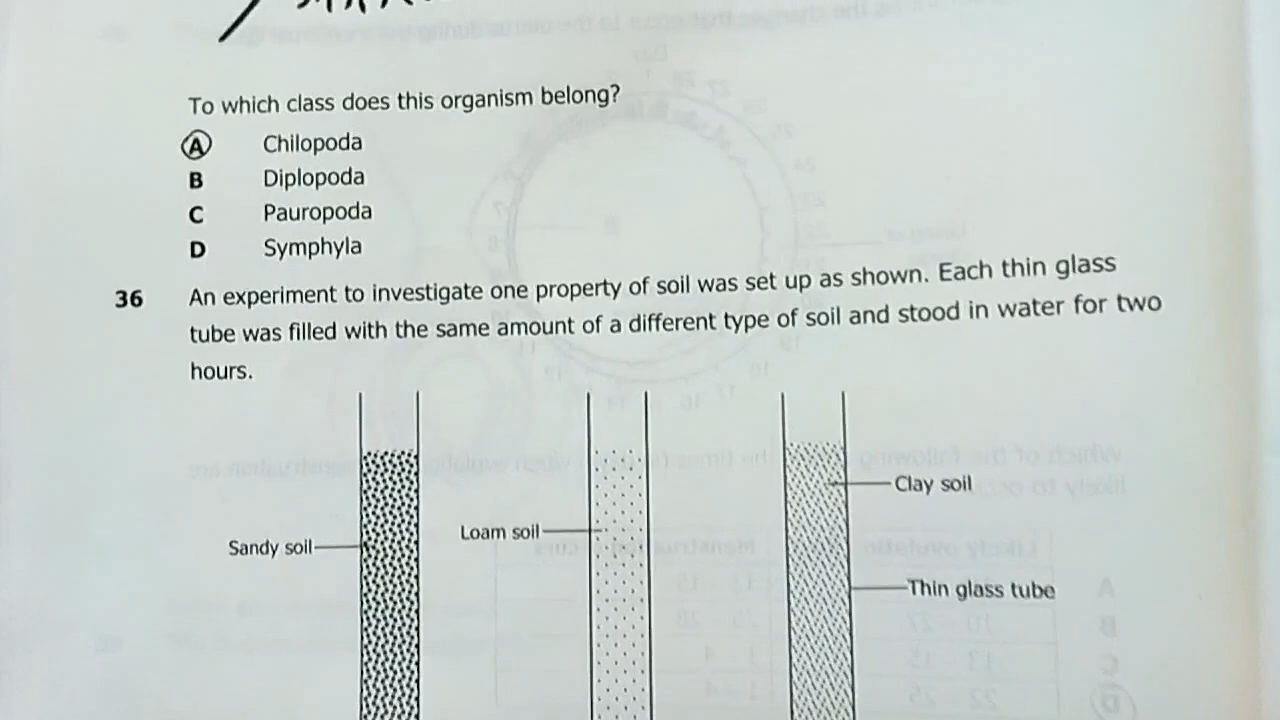 To which class does this organism belong?
A Chilopoda
B Diplopoda
C Pauropoda
D Symphyla
36 An experiment to investigate one property of soil was set up as shown. Each thin glass
tube was filled with the same amount of a different type of soil and stood in water for two
hours.
Clay soil
Loam soil
Sandy soil
Thin glass tube